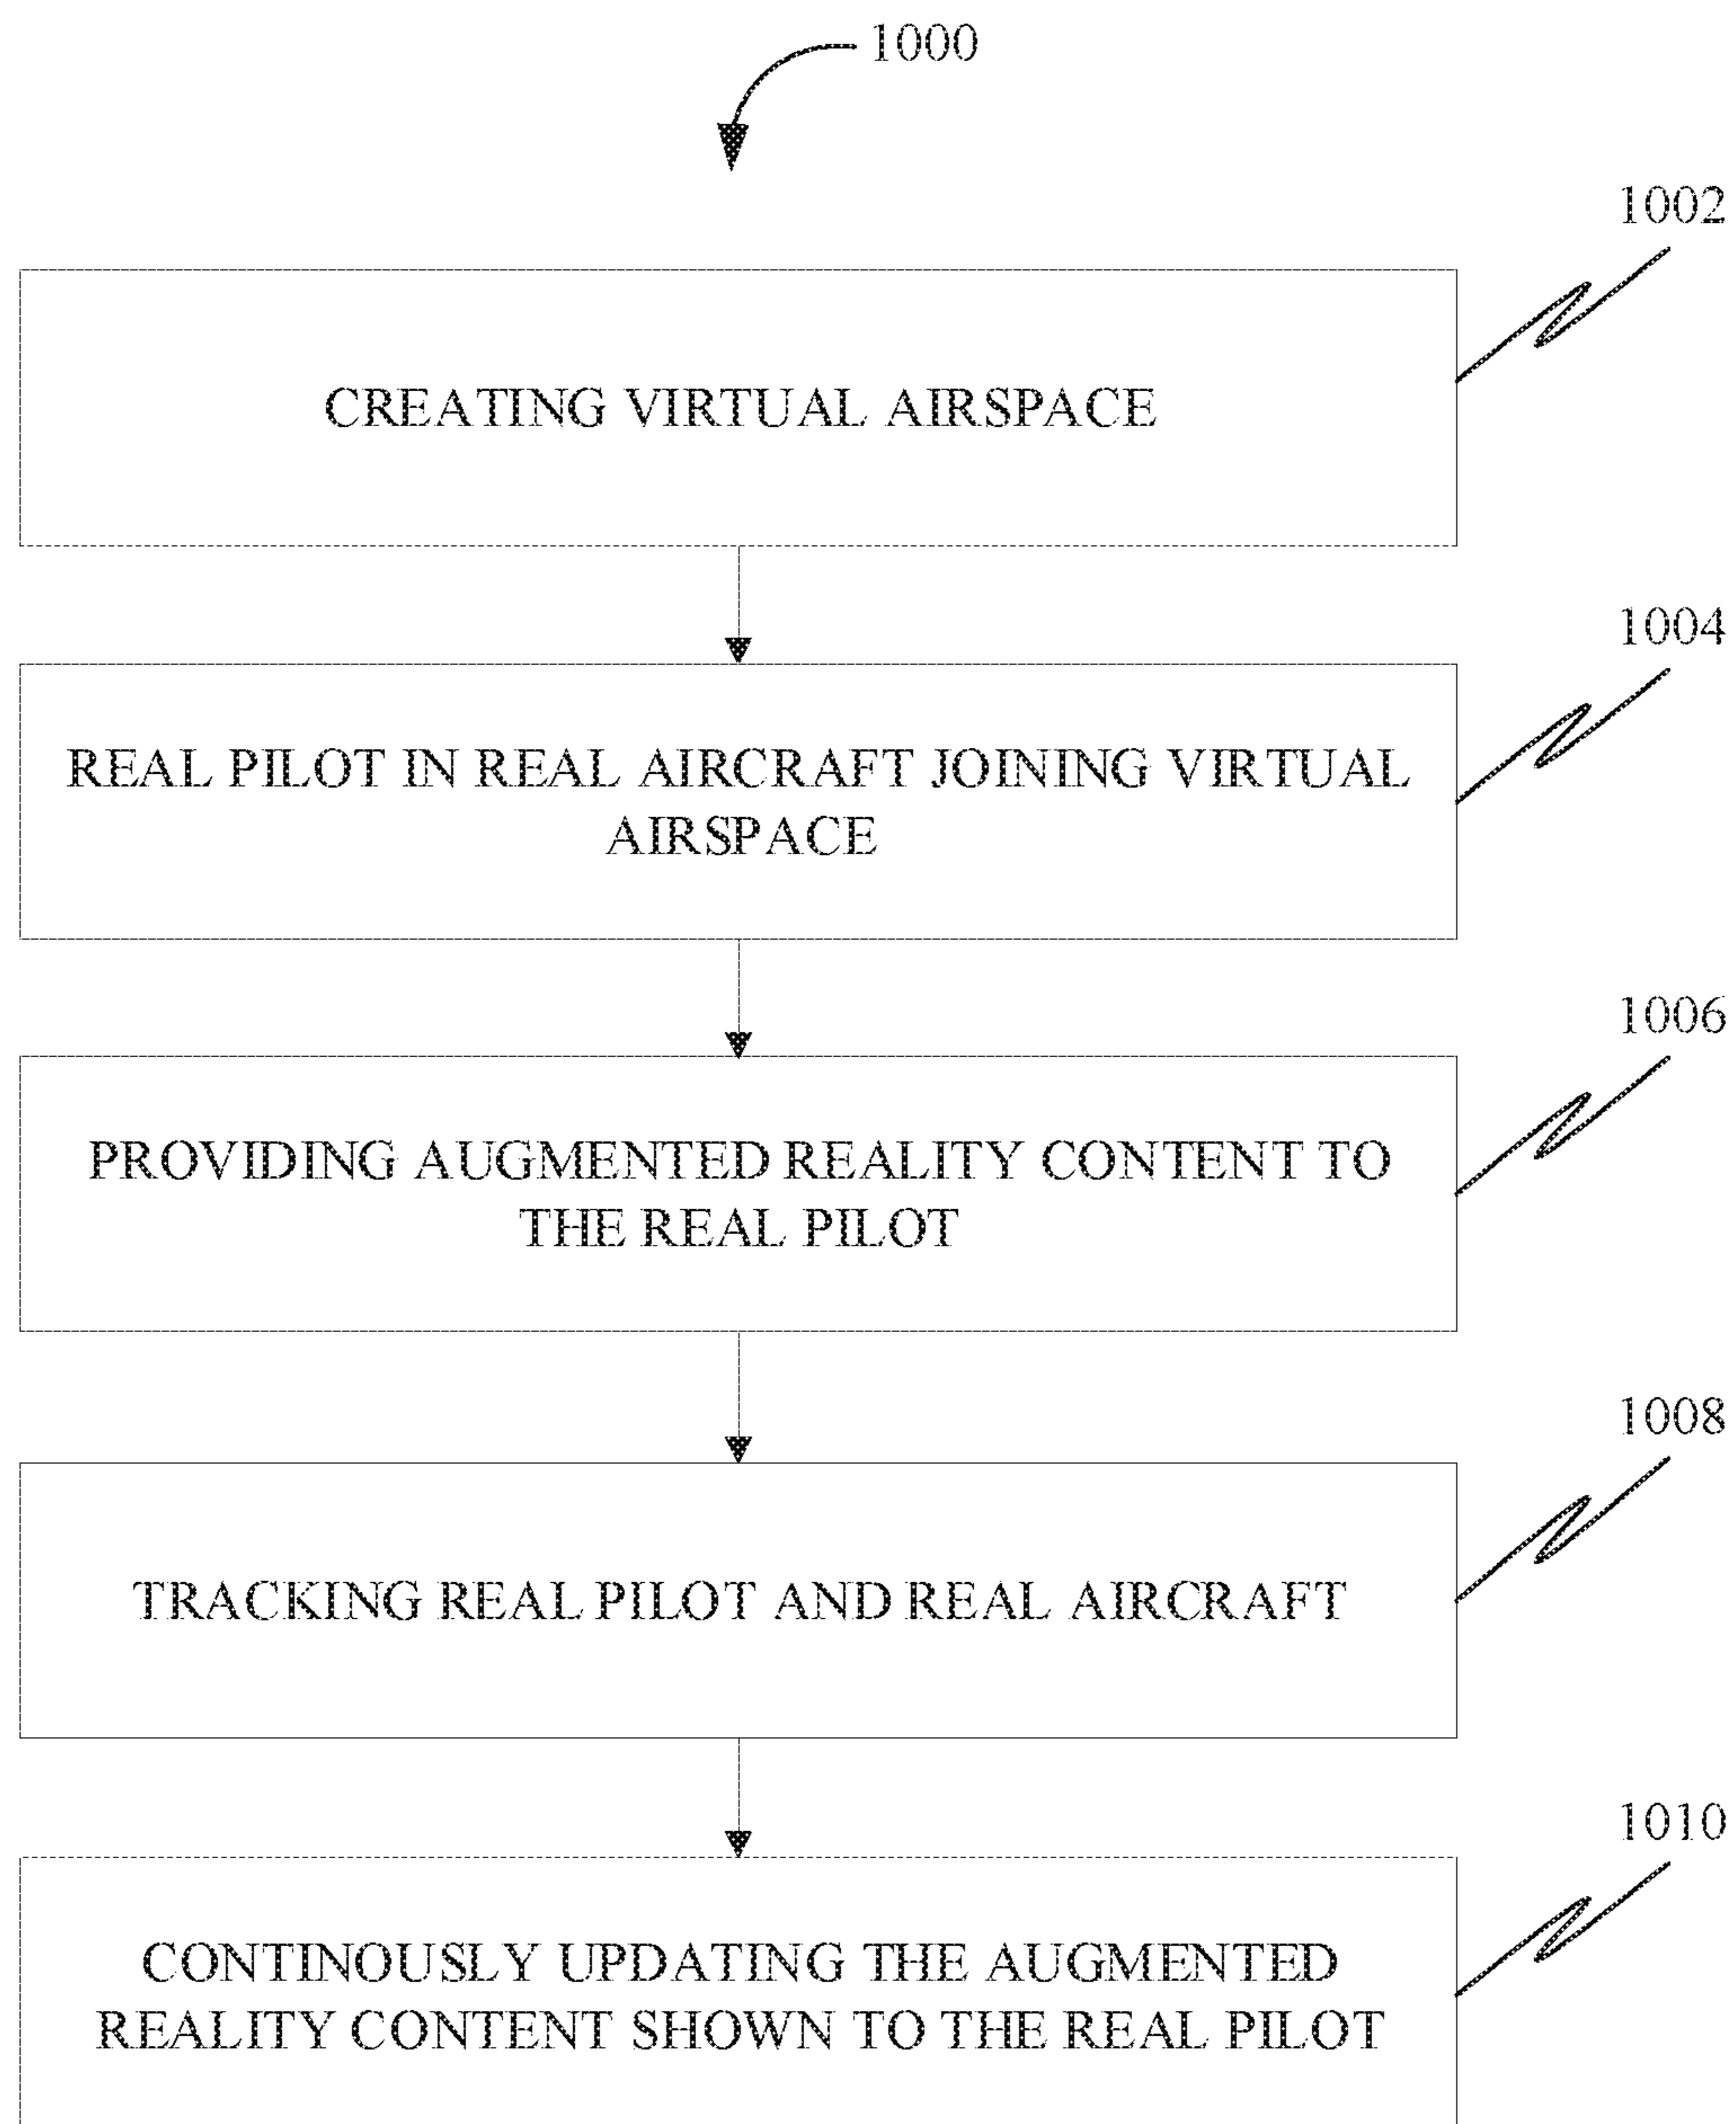 1000
1002
CREATING VIRTUAL AIRSPACE
1004
REAL PILOT IN REAL AIRCRAFT JOINING VIRTUAL
AIRSPACE
1006
PROVIDING AUGMENTED REALITY CONTENT TO
THE REAL PILOT
1008
TRACKING REAL PILOT AND REAL AIRCRAFT
1010
CONTINOUSLY UPDATING THE AUGMENTED
REALITY CONTENT SHOWN TO THE REAL PILOT